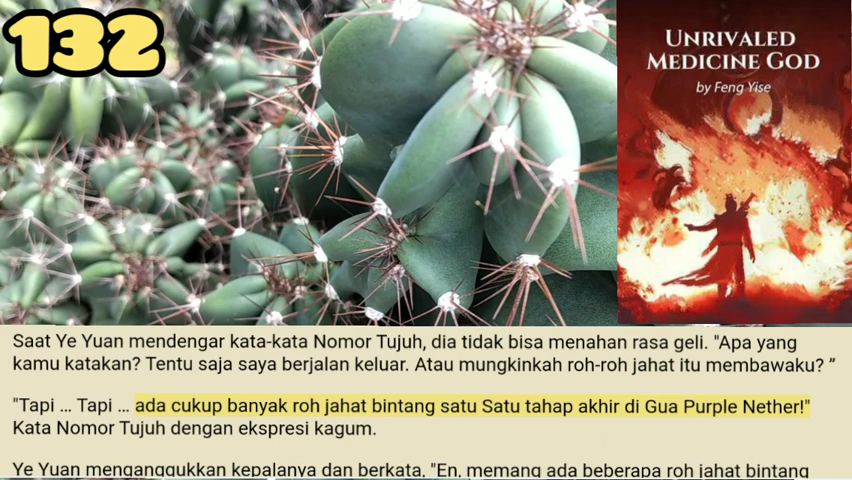 132
UNRIVALED
MEDICINE GOD
by Feng Yise
Saat Ye Yuan mendengar kata-kata Nomor Tujuh, dia tidak bisa menahan rasa geli. "Apa yang
kamu katakan? Tentu saja saya berjalan keluar. Atau mungkinkah roh-roh jahat itu membawaku? ”
"Tapi … Tapi … ada cukup banyak roh jahat bintang satu Satu tahap akhir di Gua Purple Nether!"
Kata Nomor Tujuh dengan ekspresi kagum.
Ye Yuan menganggukkan kepalanya dan berkata, "En, memang ada beberapa roh jahat bintang